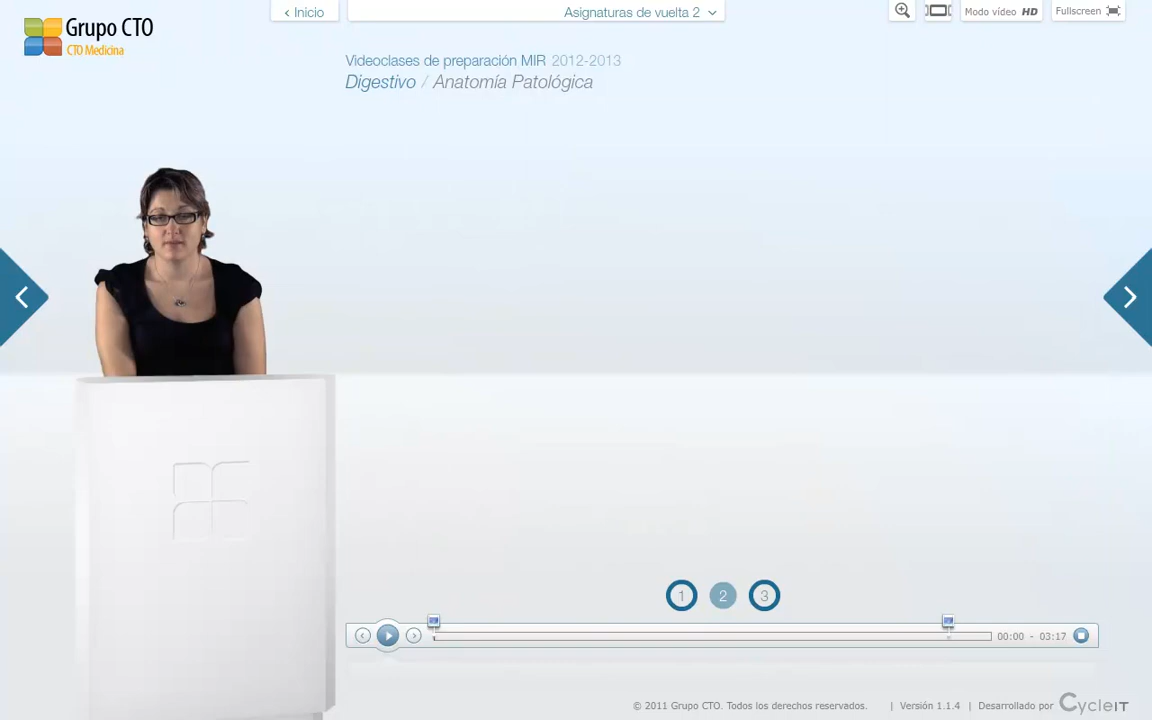 Grupo CTO
CTO Medicina
‹ Inicio
Asignaturas de vuelta 2
Modo vídeo HD
Fullscreen
Videoclases de preparación MIR 2012-2013
Digestivo / Anatomía Patológica
1 2 3
00:00 - 03:17
© 2011 Grupo CTO. Todos los derechos reservados. | Versión 1.1.4 | Desarrollado por CycleIT